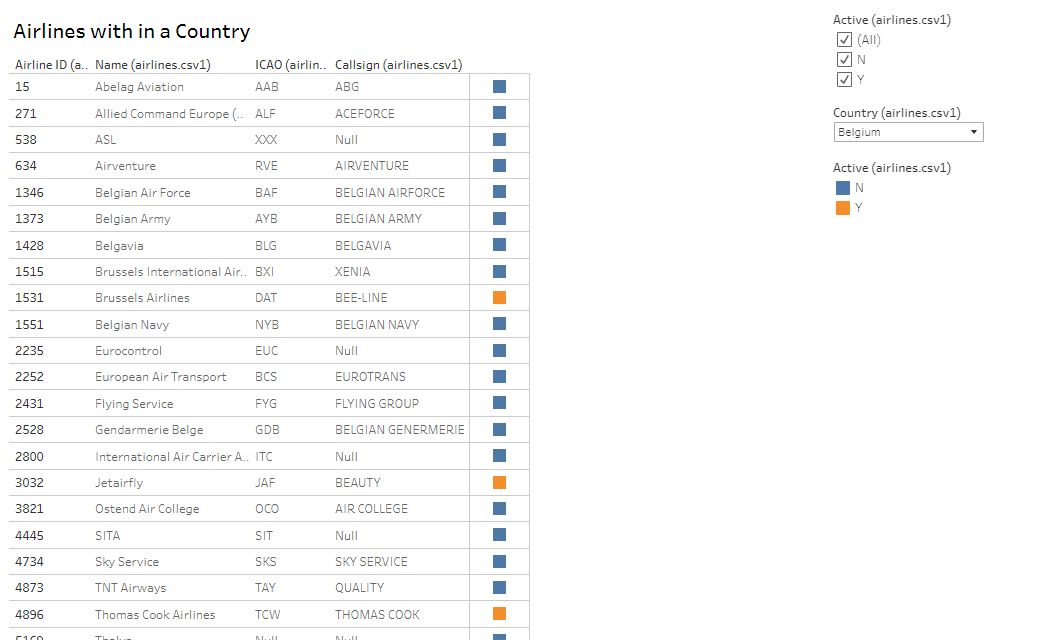 Airlines with in a Country
Airline ID (a.. Name (airlines.csv1) ICAO (airlin.. Callsign (airlines.csv1)
15 Abelag Aviation AAB ABG
271 Allied Command Europe (.. ALF ACEFORCE
538 ASL XXX Null
634 Airventure RVE AIRVENTURE
1346 Belgian Air Force BAF BELGIAN AIRFORCE
1373 Belgian Army AYB BELGIAN ARMY
1428 Belgavia BLG BELGAVIA
1515 Brussels International Air.. BXI XENIA
1531 Brussels Airlines DAT BEE-LINE
1551 Belgian Navy NYB BELGIAN NAVY
2235 Eurocontrol EUC Null
2252 European Air Transport BCS EUROTRANS
2431 Flying Service FYG FLYING GROUP
2528 Gendarmerie Belge GDB BELGIAN GENERMERIE
2800 International Air Carrier A.. ITC Null
3032 Jetairfly JAF BEAUTY
3821 Ostend Air College OCO AIR COLLEGE
4445 SITA SIT Null
4734 Sky Service SKS SKY SERVICE
4873 TNT Airways TAY QUALITY
4896 Thomas Cook Airlines TCW THOMAS COOK
Null Null
Active (airlines.csv1)
(All)
N
Y
Country (airlines.csv1)
Belgium
Active (airlines.csv1)
N
Y